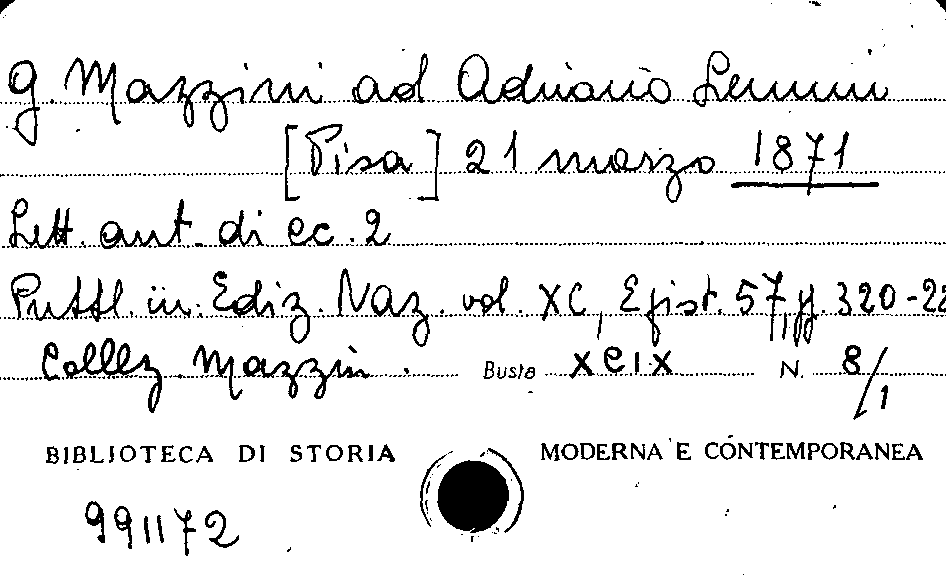 G. Mazzini ad Adriano Lemmi
[Pisa] 21 marzo 1871
Lett. aut. di cc. 2
Pubbl. in: Ediz. Naz. vol. XC, Epist. 57, pp. 320-22
Collez. Mazzini. Busta XCIX N. 8/1
BIBLIOTECA DI STORIA MODERNA E CONTEMPORANEA
991172